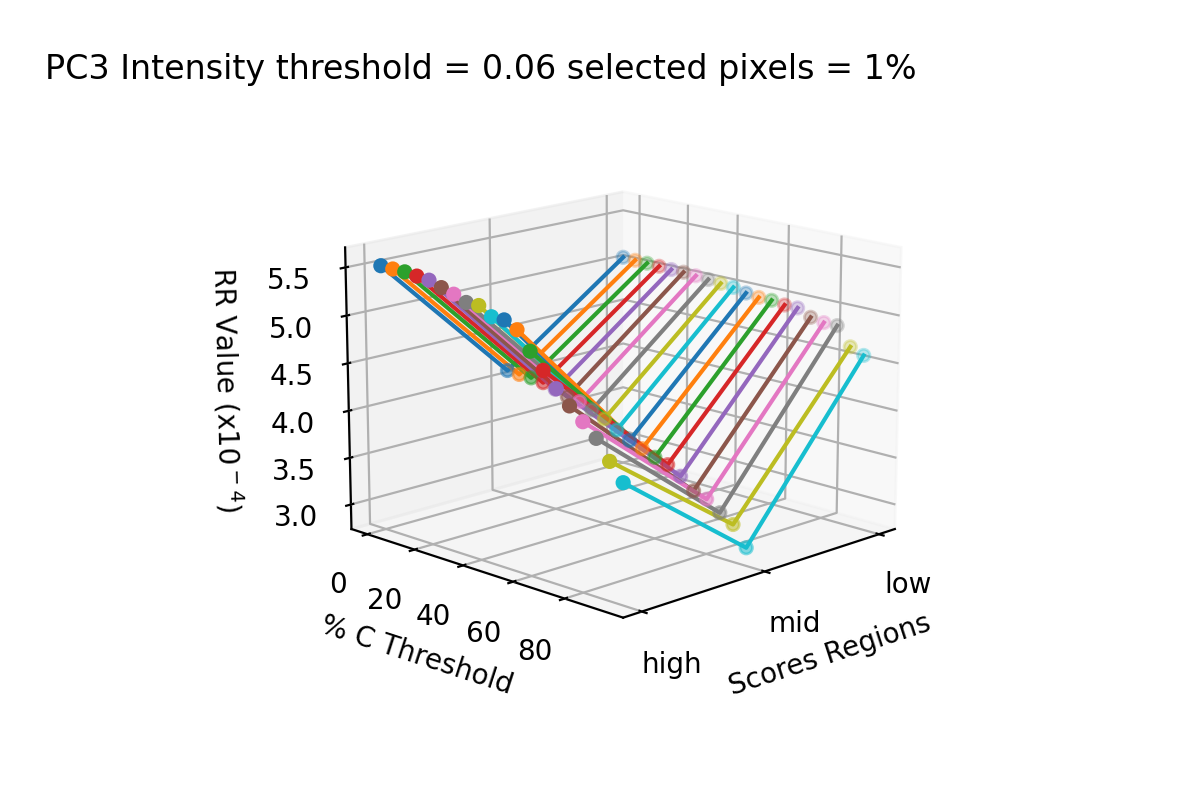 PC3 Intensity threshold = 0.06 selected pixels = 1%
RR Value (x10⁻⁴)
5.5
5.0
4.5
4.0
3.5
3.0
0
20
40
60
80
% C Threshold
high
mid
low
Scores Regions